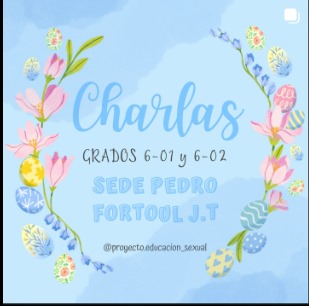 Charlas
GRADOS 6-01 y 6-02
SEDE PEDRO
FORTOUL J.T
@proyecto.educacion_sexual